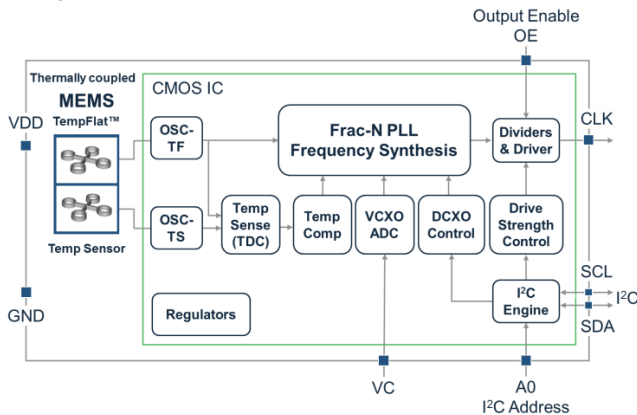 Output Enable
OE
Thermally coupled
MEMS
TempFlat™
CMOS IC
VDD
CLK
OSC-
TF
Frac-N PLL
Frequency Synthesis
Dividers
& Driver
OSC-
TS
Temp
Sense
(TDC)
Temp
Comp
VCXO
ADC
DCXO
Control
Drive
Strength
Control
Temp Sensor
SCL
I²C
SDA
I²C
Engine
GND
Regulators
VC
A0
I²C Address